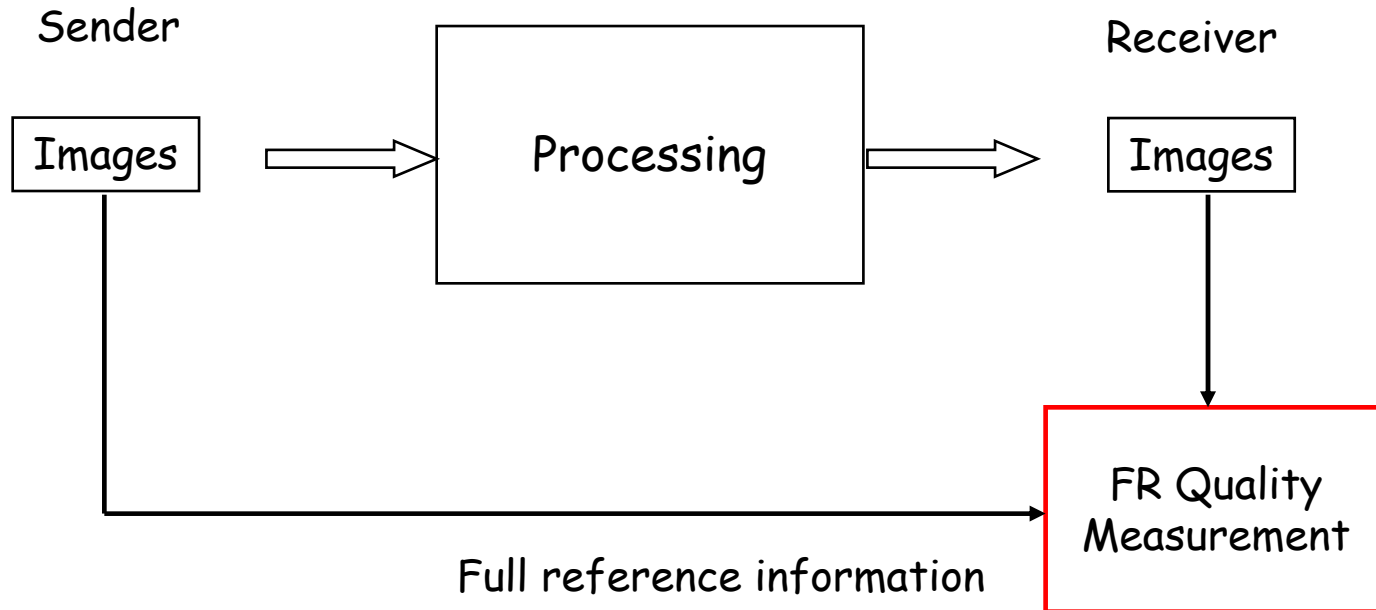 Sender
Receiver
Images
Processing
Images
FR Quality
Measurement
Full reference information